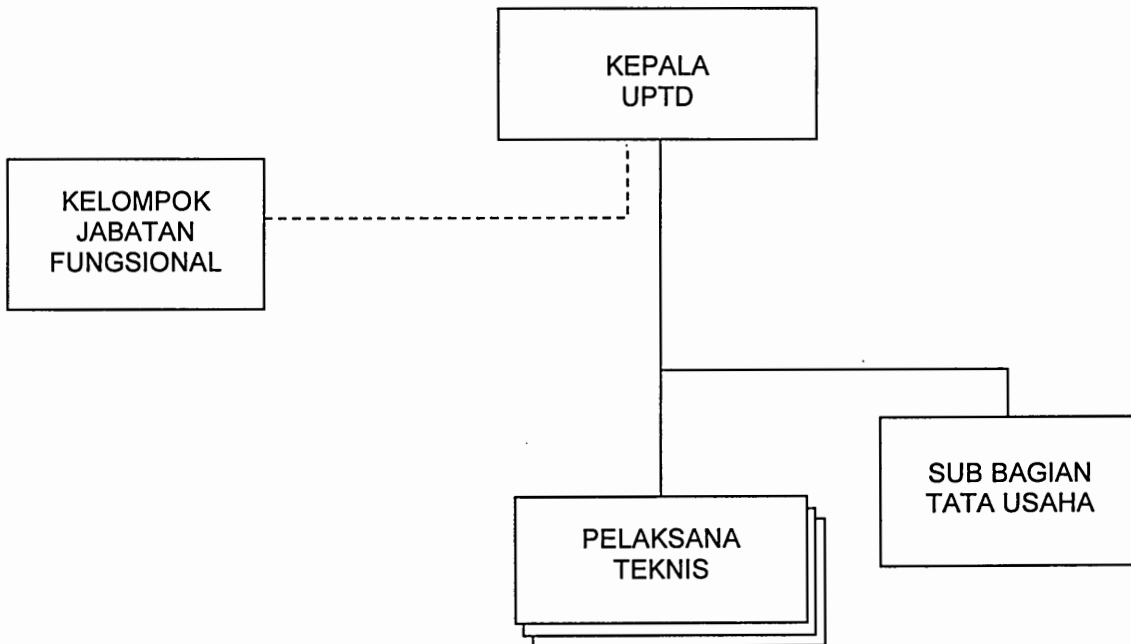 KEPALA
UPTD
KELOMPOK
JABATAN
FUNGSIONAL
SUB BAGIAN
TATA USAHA
PELAKSANA
TEKNIS